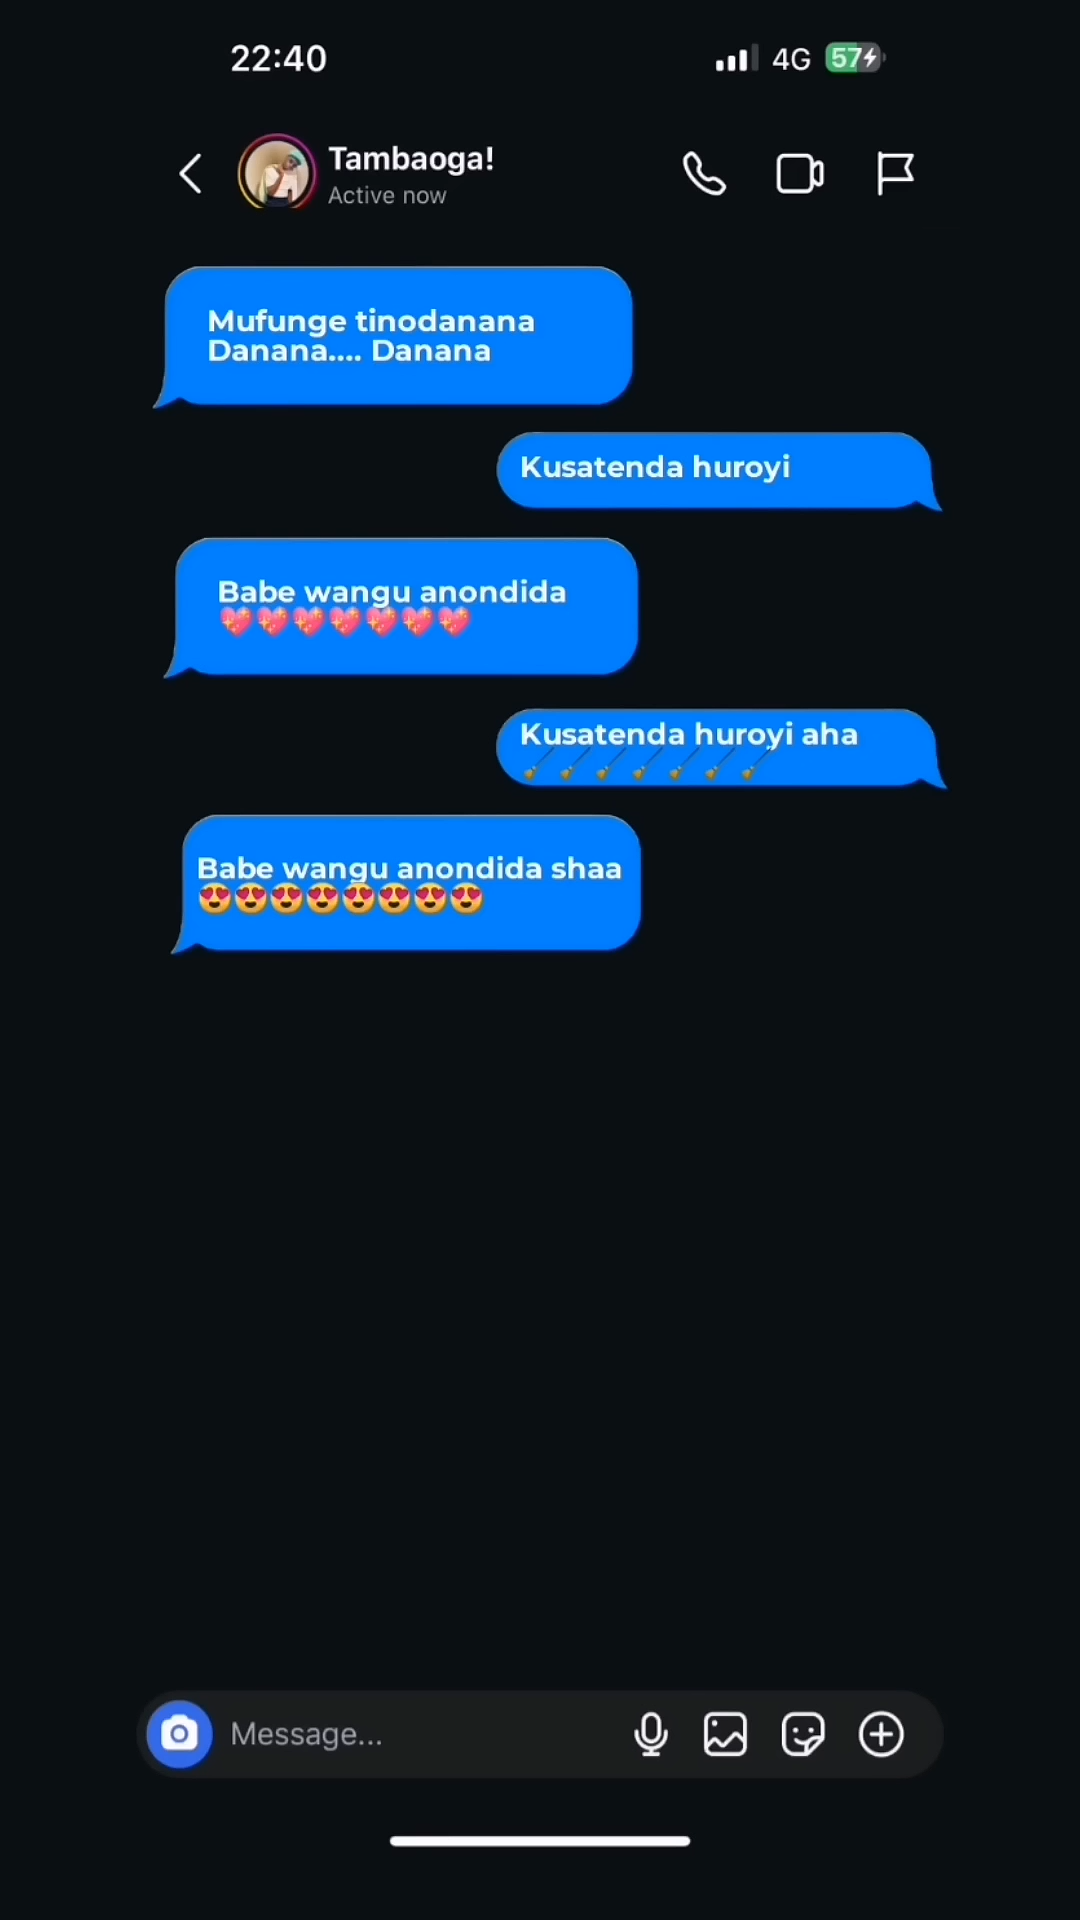 22:40 4G 57
Tambaoga!
Active now
Mufunge tinodanana
Danana.... Danana
Kusatenda huroyi
Babe wangu anondida
💖💖💖💖💖💖💖
Kusatenda huroyi aha
🧹🧹🧹🧹🧹🧹🧹
Babe wangu anondida shaa
😍😍😍😍😍😍😍😍
Message...